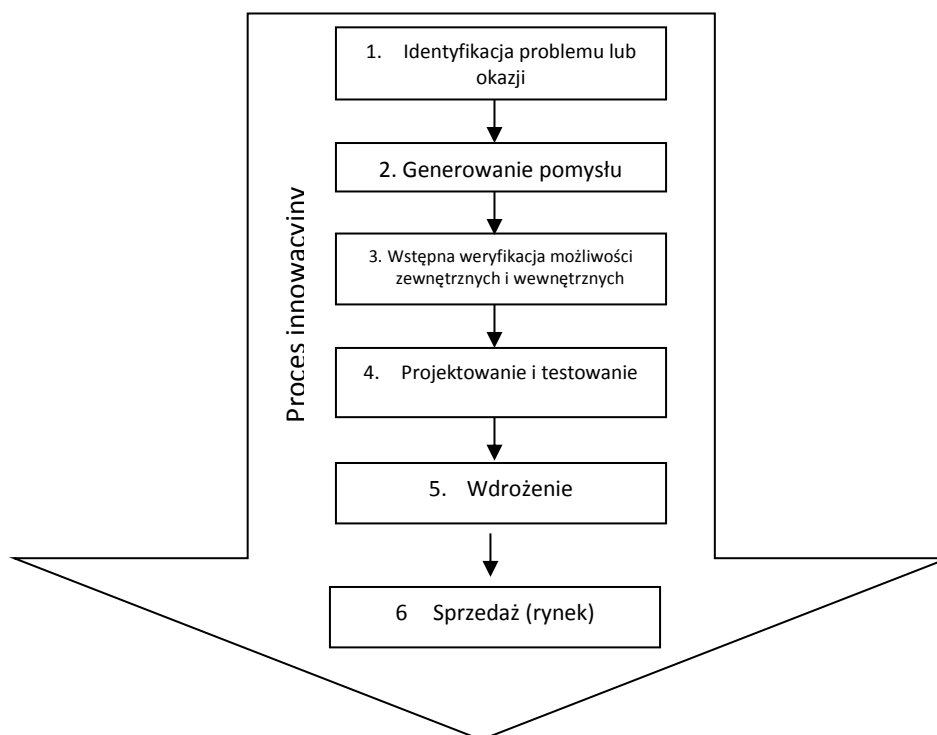 1. Identyfikacja problemu lub
okazji
2. Generowanie pomysłu
3. Wstępna weryfikacja możliwości
zewnętrznych i wewnętrznych
4. Projektowanie i testowanie
5. Wdrożenie
6 Sprzedaż (rynek)
Proces innowacyjny